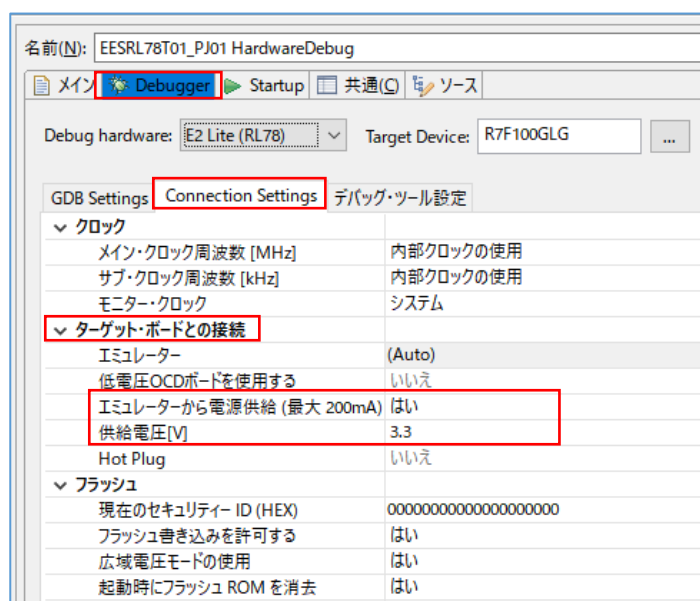 名前(N): EESRL78T01_PJ01 HardwareDebug
メイン Debugger Startup 共通(C) ソース
Debug hardware: E2 Lite (RL78) Target Device: R7F100GLG ...
GDB Settings Connection Settings デバッグ・ツール設定
クロック
メイン・クロック周波数 [MHz] 内部クロックの使用
サブ・クロック周波数 [kHz] 内部クロックの使用
モニター・クロック システム
ターゲット・ボードとの接続
エミュレーター (Auto)
低電圧OCDボードを使用する いいえ
エミュレーターから電源供給 (最大 200mA) はい
供給電圧[V] 3.3
Hot Plug いいえ
フラッシュ
現在のセキュリティー ID (HEX) 00000000000000000000
フラッシュ書き込みを許可する はい
広域電圧モードの使用 はい
起動時にフラッシュ ROM を消去 はい